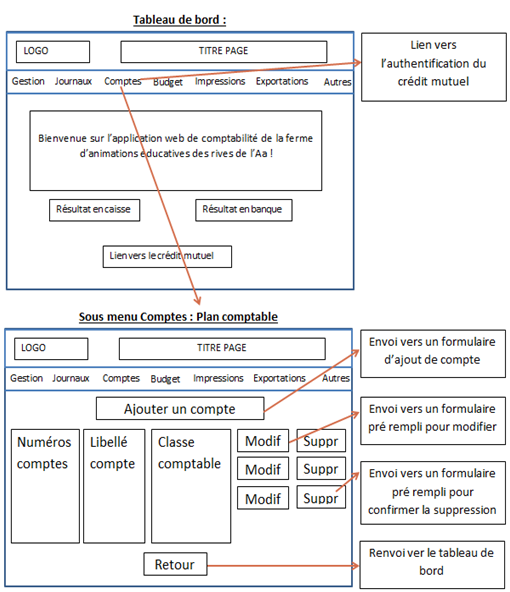 Tableau de bord :
LOGO
TITRE PAGE
Gestion Journaux Comptes Budget Impressions Exportations Autres
Lien vers
l'authentification du
crédit mutuel
Bienvenue sur l'application web de comptabilité de la ferme
d'animations éducatives des rives de l'Aa !
Résultat en caisse
Résultat en banque
Lien vers le crédit mutuel
Sous menu Comptes : Plan comptable
LOGO
TITRE PAGE
Gestion Journaux Comptes Budget Impressions Exportations Autres
Ajouter un compte
Numéros
comptes
Libellé
compte
Classe
comptable
Modif Suppr
Modif Suppr
Modif Suppr
Retour
Envoi vers un formulaire
d'ajout de compte
Envoi vers un formulaire
pré rempli pour modifier
Envoi vers un formulaire
pré rempli pour
confirmer la suppression
Renvoi ver le tableau de
bord